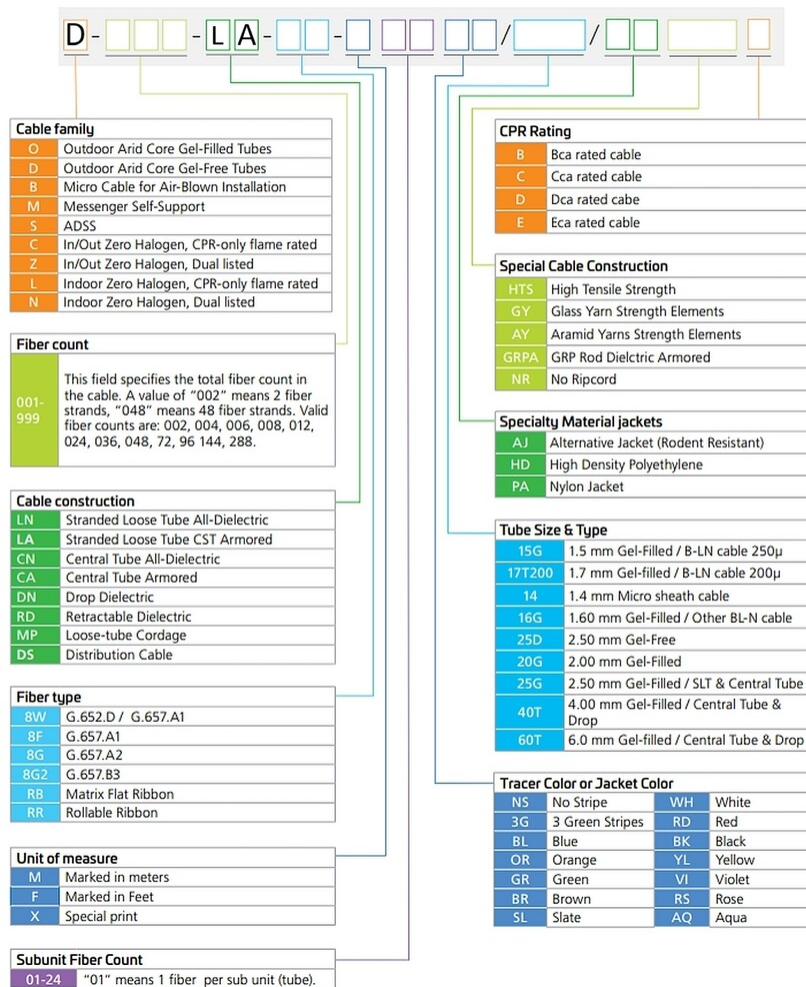 D - - LA - - / /
Cable family
O Outdoor Arid Core Gel-Filled Tubes
D Outdoor Arid Core Gel-Free Tubes
B Micro Cable for Air-Blown Installation
M Messenger Self-Support
S ADSS
C In/Out Zero Halogen, CPR-only flame rated
Z In/Out Zero Halogen, Dual listed
L Indoor Zero Halogen, CPR-only flame rated
N Indoor Zero Halogen, Dual listed
Fiber count
001-
999
This field specifies the total fiber count in
the cable. A value of “002” means 2 fiber
strands, “048” means 48 fiber strands. Valid
fiber counts are: 002, 004, 006, 008, 012,
024, 036, 048, 72, 96 144, 288.
Cable construction
LN Stranded Loose Tube All-Dielectric
LA Stranded Loose Tube CST Armored
CN Central Tube All-Dielectric
CA Central Tube Armored
DN Drop Dielectric
RD Retractable Dielectric
MP Loose-tube Cordage
DS Distribution Cable
Fiber type
8W G.652.D / G.657.A1
8F G.657.A1
8G G.657.A2
8G2 G.657.B3
RB Matrix Flat Ribbon
RR Rollable Ribbon
Unit of measure
M Marked in meters
F Marked in Feet
X Special print
Subunit Fiber Count
01-24 “01” means 1 fiber per sub unit (tube).
CPR Rating
B Bca rated cable
C Cca rated cable
D Dca rated cabe
E Eca rated cable
Special Cable Construction
HTS High Tensile Strength
GY Glass Yarn Strength Elements
AY Aramid Yarns Strength Elements
GRPA GRP Rod Dielctric Armored
NR No Ripcord
Specialty Material jackets
AJ Alternative Jacket (Rodent Resistant)
HD High Density Polyethylene
PA Nylon Jacket
Tube Size & Type
15G 1.5 mm Gel-Filled / B-LN cable 250µ
17T200 1.7 mm Gel-filled / B-LN cable 200µ
14 1.4 mm Micro sheath cable
16G 1.60 mm Gel-Filled / Other BL-N cable
25D 2.50 mm Gel-Free
20G 2.00 mm Gel-Filled
25G 2.50 mm Gel-Filled / SLT & Central Tube
40T 4.00 mm Gel-Filled / Central Tube &
Drop
60T 6.0 mm Gel-filled / Central Tube & Drop
Tracer Color or Jacket Color
NS No Stripe WH White
3G 3 Green Stripes RD Red
BL Blue BK Black
OR Orange YL Yellow
GR Green VI Violet
BR Brown RS Rose
SL Slate AQ Aqua